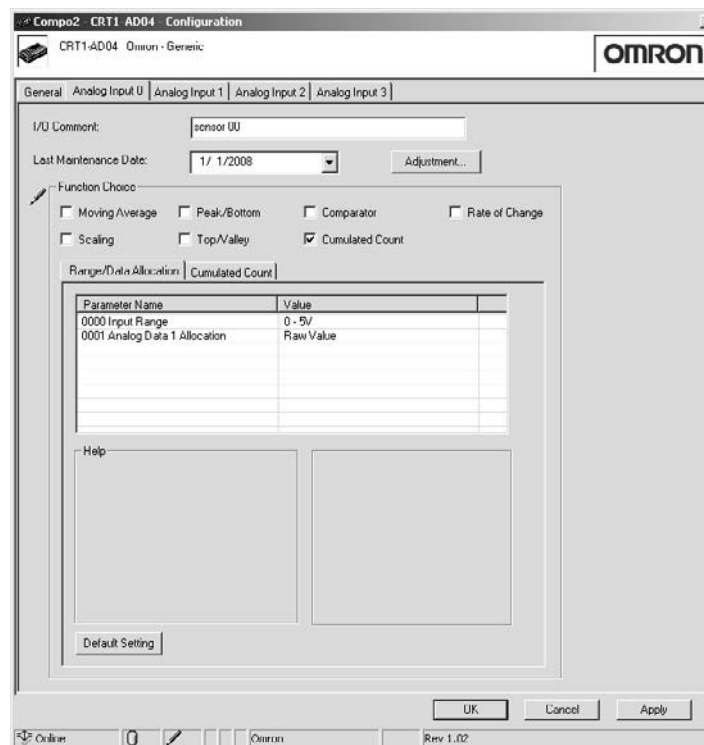 Compo2 - CRT1-AD04 - Configuration
CRT1-AD04 Omron - Generic
OMRON
General Analog Input 0 Analog Input 1 Analog Input 2 Analog Input 3
I/O Comment: sensor 00
Last Maintenance Date: 1/ 1/2008 Adjustment...
Function Choice
Moving Average Peak/Bottom Comparator Rate of Change
Scaling Top/Valley Cumulated Count
Range/Data Allocation Cumulated Count
Parameter Name Value
0000 Input Range 0 - 5V
0001 Analog Data 1 Allocation Raw Value
Help
Default Setting
OK Cancel Apply
Online Omron Rev 1.02